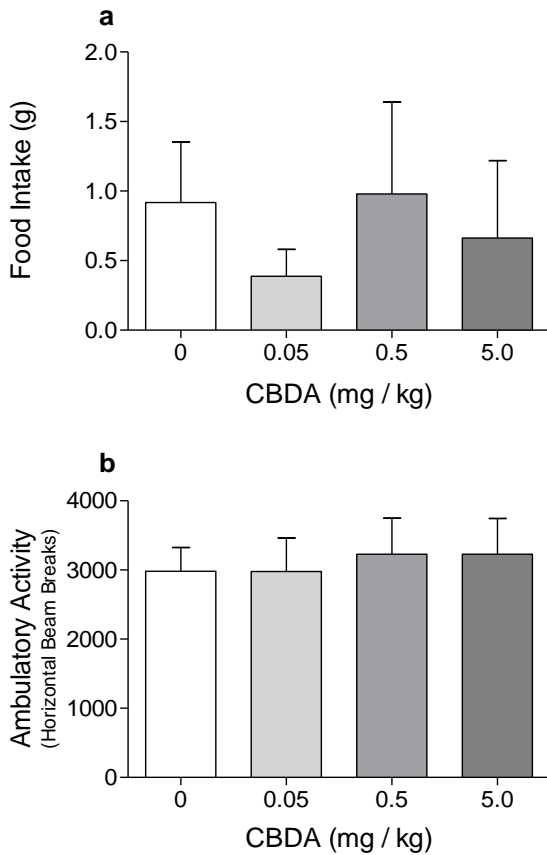 a
Food Intake (g)
2.0
1.5
1.0
0.5
0.0
0 0.05 0.5 5.0
CBDA (mg / kg)
b
Ambulatory Activity
(Horizontal Beam Breaks)
4000
3000
2000
1000
0
0 0.05 0.5 5.0
CBDA (mg / kg)